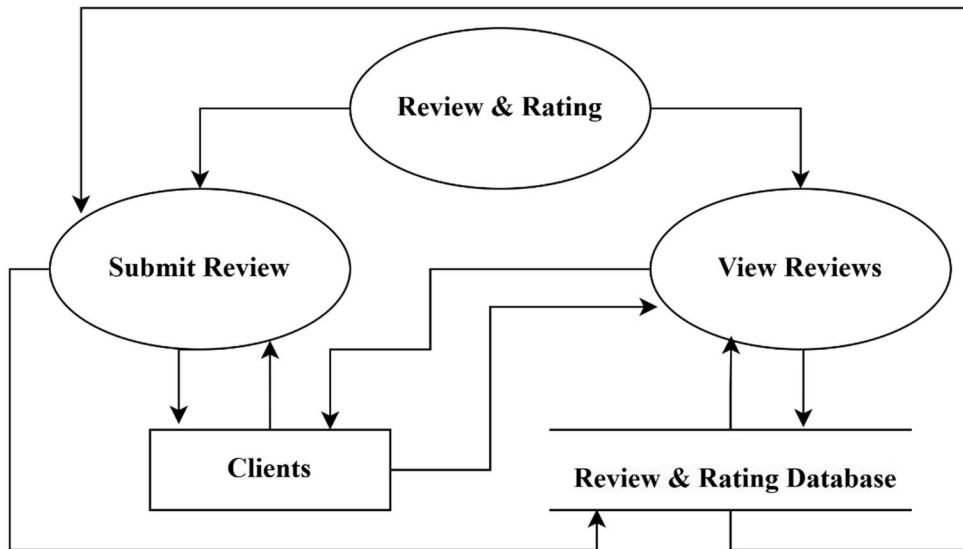 Review & Rating
Submit Review
View Reviews
Clients
Review & Rating Database